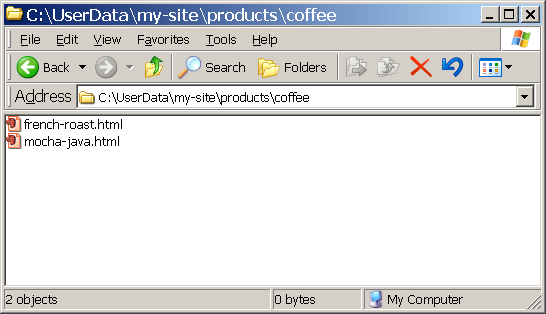 C:\UserData\my-site\products\coffee
File Edit View Favorites Tools Help
Back Search Folders
Address C:\UserData\my-site\products\coffee
french-roast.html
mocha-java.html
2 objects 0 bytes My Computer